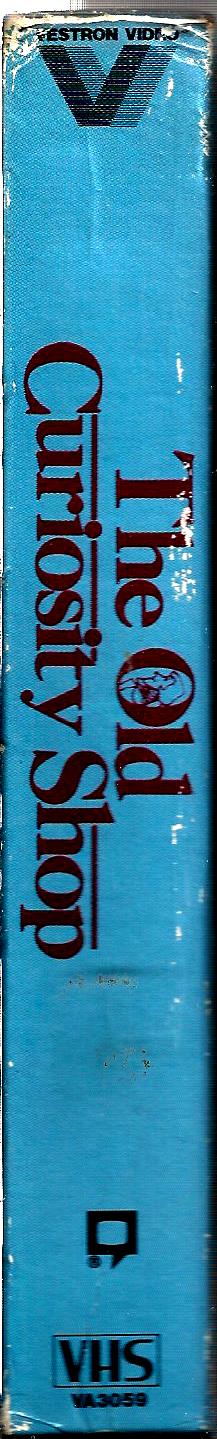 VESTRON VIDEO
The Old
Curiosity Shop
®
VHS
VA3059